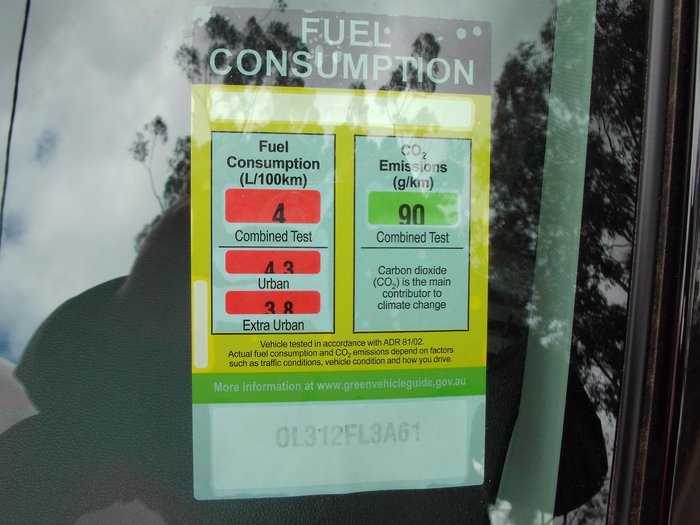 FUEL
CONSUMPTION
Fuel
Consumption
(L/100km)
4
Combined Test
4.3
Urban
3.8
Extra Urban
CO₂
Emissions
(g/km)
90
Combined Test
Carbon dioxide
(CO₂) is the main
contributor to
climate change
Vehicle tested in accordance with ADR 81/02.
Actual fuel consumption and CO₂ emissions depend on factors
such as traffic conditions, vehicle condition and how you drive.
More information at www.greenvehicleguide.gov.au
OL312FL3A61